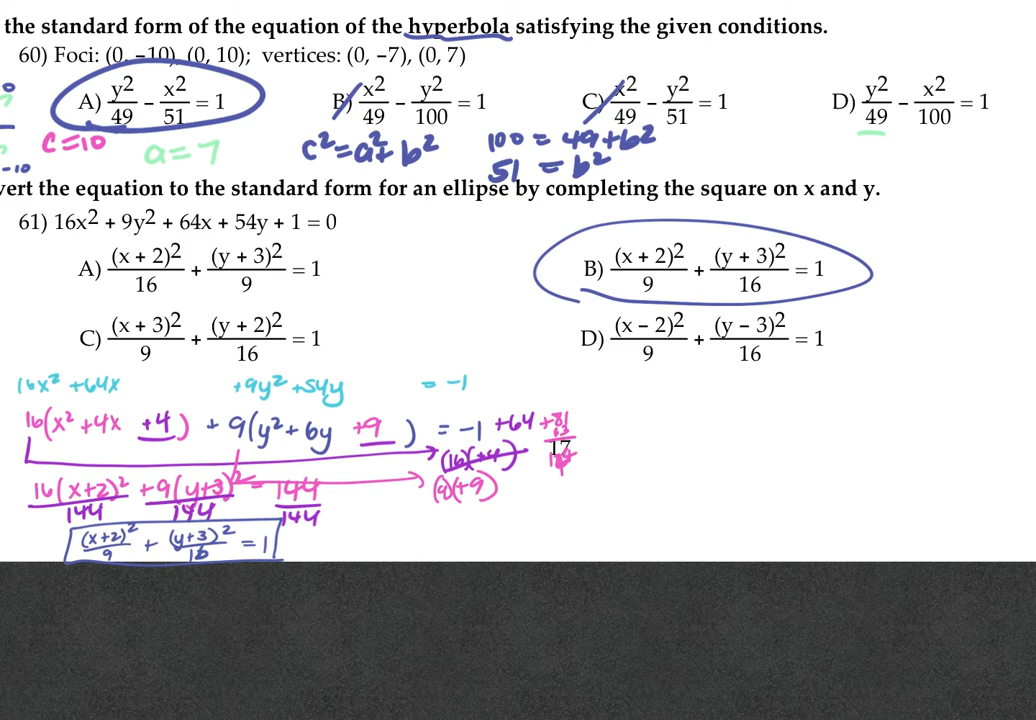 the standard form of the equation of the hyperbola satisfying the given conditions.
60) Foci: (0, −10), (0, 10); vertices: (0, −7), (0, 7)
A) y2/49 − x2/51 = 1 B) x2/49 − y2/100 = 1 C) x2/49 − y2/51 = 1 D) y2/49 − x2/100 = 1
c=10 a=7 c²=a²+b² 100 = 49+b²
-10 51 = b²
vert the equation to the standard form for an ellipse by completing the square on x and y.
61) 16x2 + 9y2 + 64x + 54y + 1 = 0
A) (x + 2)2/16 + (y + 3)2/9 = 1 B) (x + 2)2/9 + (y + 3)2/16 = 1
C) (x + 3)2/9 + (y + 2)2/16 = 1 D) (x − 2)2/9 + (y − 3)2/16 = 1
16x² +64x +9y² +54y = -1
16(x² +4x +4) + 9(y² + 6y +9) = -1 +64 +81
(16)(+4) 63
17
16(x+2)²/144 +9(y+3)²/144 = 144/144 (9)(+9)
(x+2)²/9 + (y+3)²/16 = 1